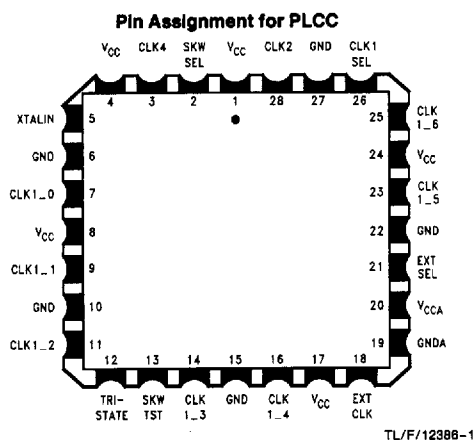 Pin Assignment for PLCC
VCC CLK4 SKW SEL VCC CLK2 GND CLK1 SEL
4 3 2 1 28 27 26
XTALIN 5 25 CLK 1_6
GND 6 24 VCC
CLK1_0 7 23 CLK 1_5
VCC 8 22 GND
CLK1_1 9 21 EXT SEL
GND 10 20 VCCA
CLK1_2 11 19 GNDA
12 13 14 15 16 17 18
TRI-STATE SKW TST CLK 1_3 GND CLK 1_4 VCC EXT CLK
TL/F/12386-1